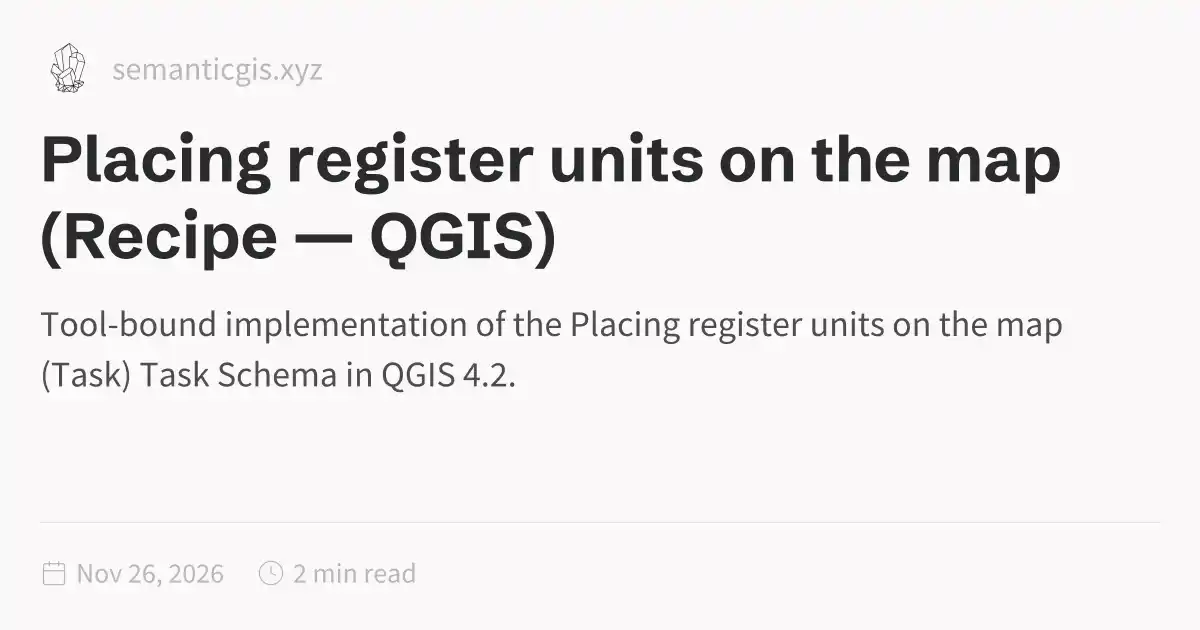 semanticgis.xyz
Placing register units on the map
(Recipe — QGIS)
Tool-bound implementation of the Placing register units on the map
(Task) Task Schema in QGIS 4.2.
Nov 26, 2026 2 min read